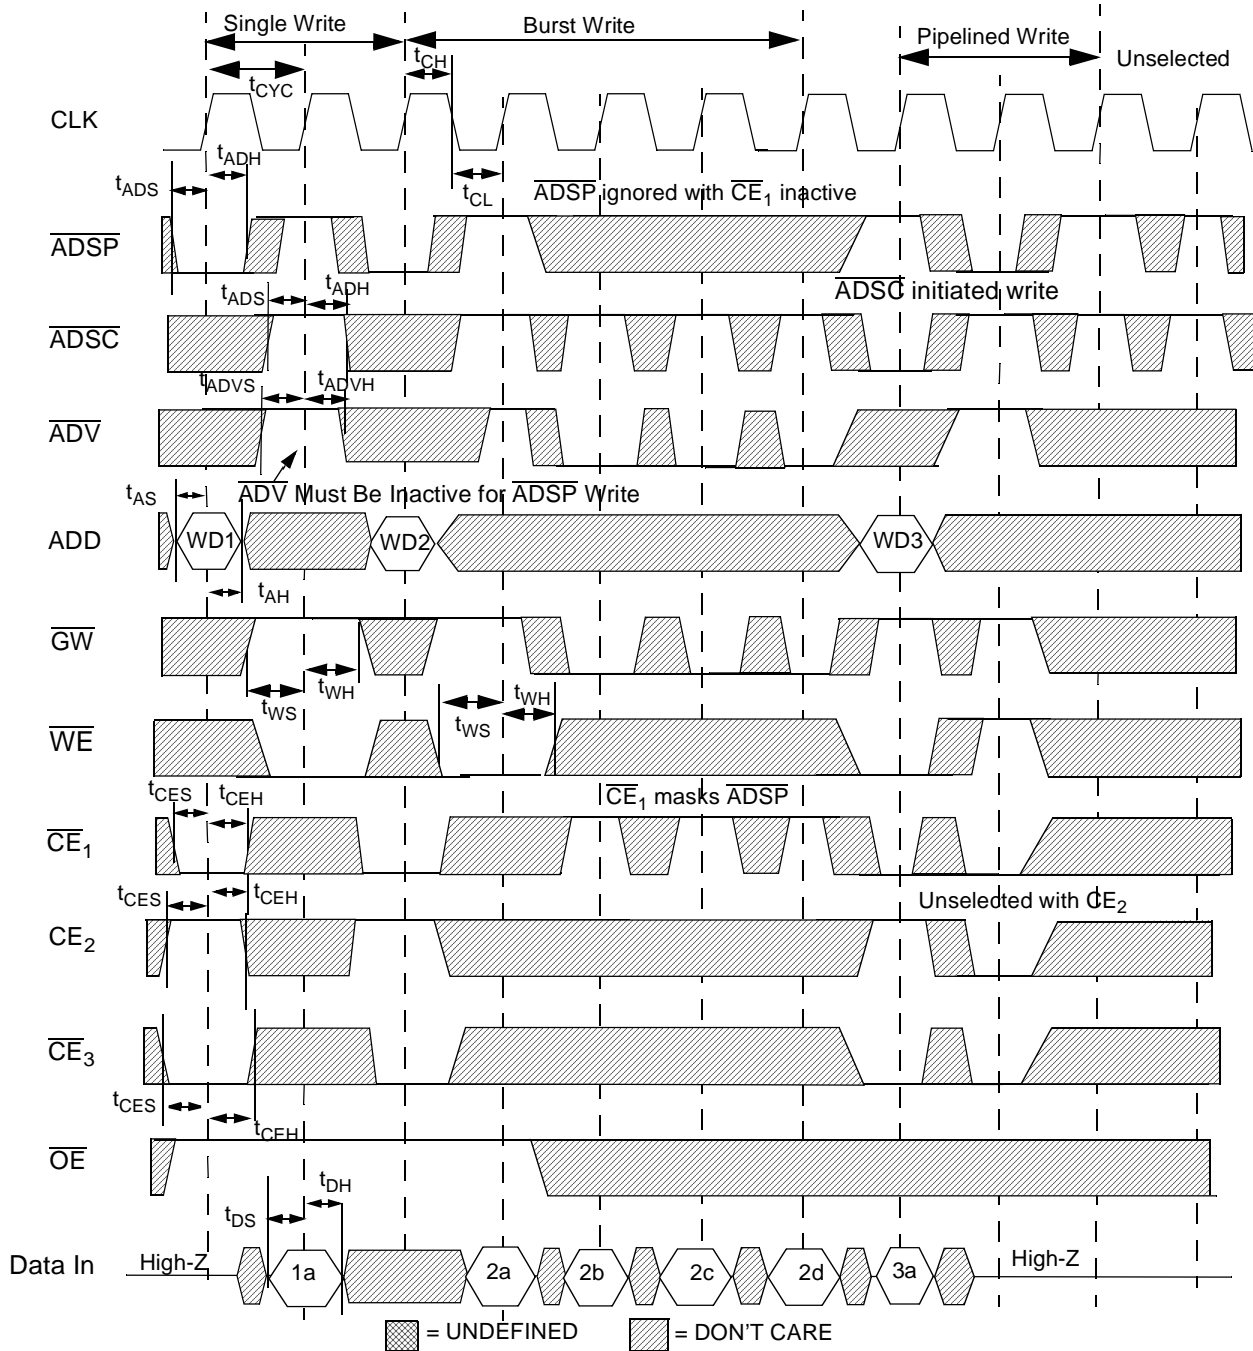 Single Write
Burst Write
Pipelined Write
Unselected
tCH
tCYC
CLK
tADH
tADS
tCL
ADSP ignored with CE1 inactive
ADSP
tADS
tADH
ADSC initiated write
ADSC
tADVS
tADVH
ADV
tAS
ADV Must Be Inactive for ADSP Write
ADD
WD1
WD2
WD3
tAH
GW
tWS
tWH
tWS
tWH
WE
tCES
tCEH
CE1 masks ADSP
CE1
tCES
tCEH
Unselected with CE2
CE2
CE3
tCES
tCEH
OE
tDS
tDH
Data In
High-Z
1a
2a
2b
2c
2d
3a
High-Z
= UNDEFINED
= DON'T CARE